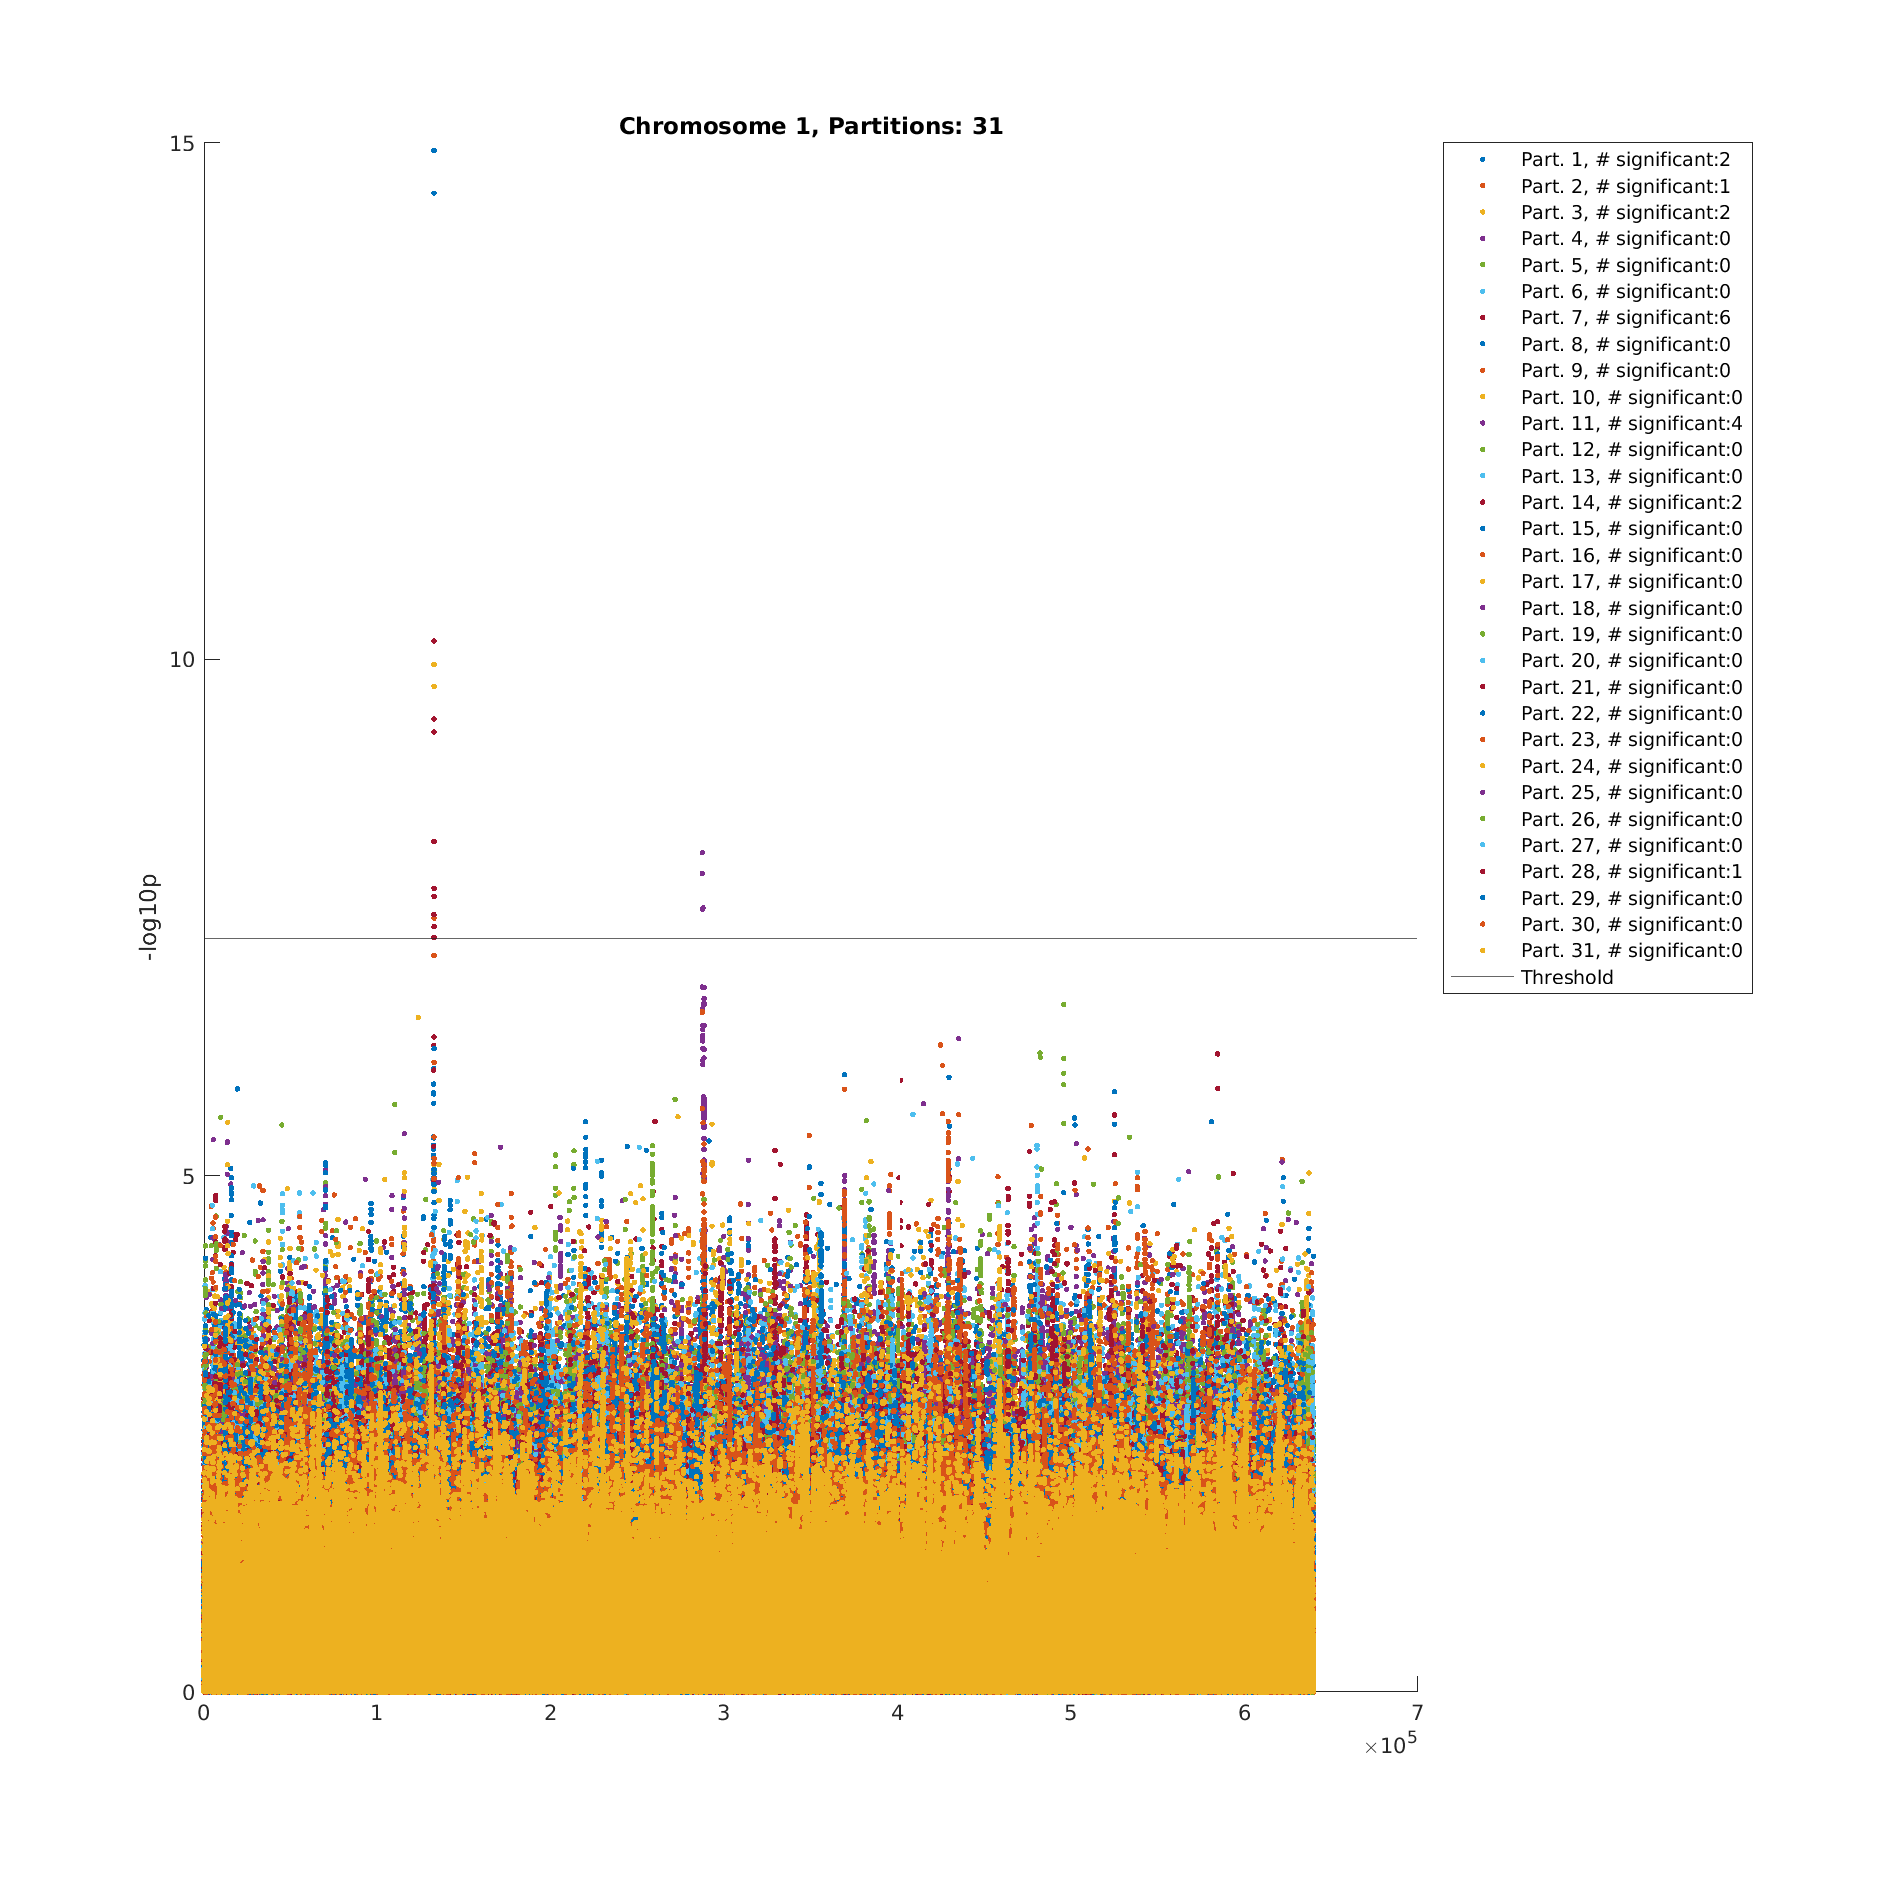 Chromosome 1, Partitions: 31
15
10
5
0
-log10p
0 1 2 3 4 5 6 7
×10^5
Part. 1, # significant:2
Part. 2, # significant:1
Part. 3, # significant:2
Part. 4, # significant:0
Part. 5, # significant:0
Part. 6, # significant:0
Part. 7, # significant:6
Part. 8, # significant:0
Part. 9, # significant:0
Part. 10, # significant:0
Part. 11, # significant:4
Part. 12, # significant:0
Part. 13, # significant:0
Part. 14, # significant:2
Part. 15, # significant:0
Part. 16, # significant:0
Part. 17, # significant:0
Part. 18, # significant:0
Part. 19, # significant:0
Part. 20, # significant:0
Part. 21, # significant:0
Part. 22, # significant:0
Part. 23, # significant:0
Part. 24, # significant:0
Part. 25, # significant:0
Part. 26, # significant:0
Part. 27, # significant:0
Part. 28, # significant:1
Part. 29, # significant:0
Part. 30, # significant:0
Part. 31, # significant:0
Threshold